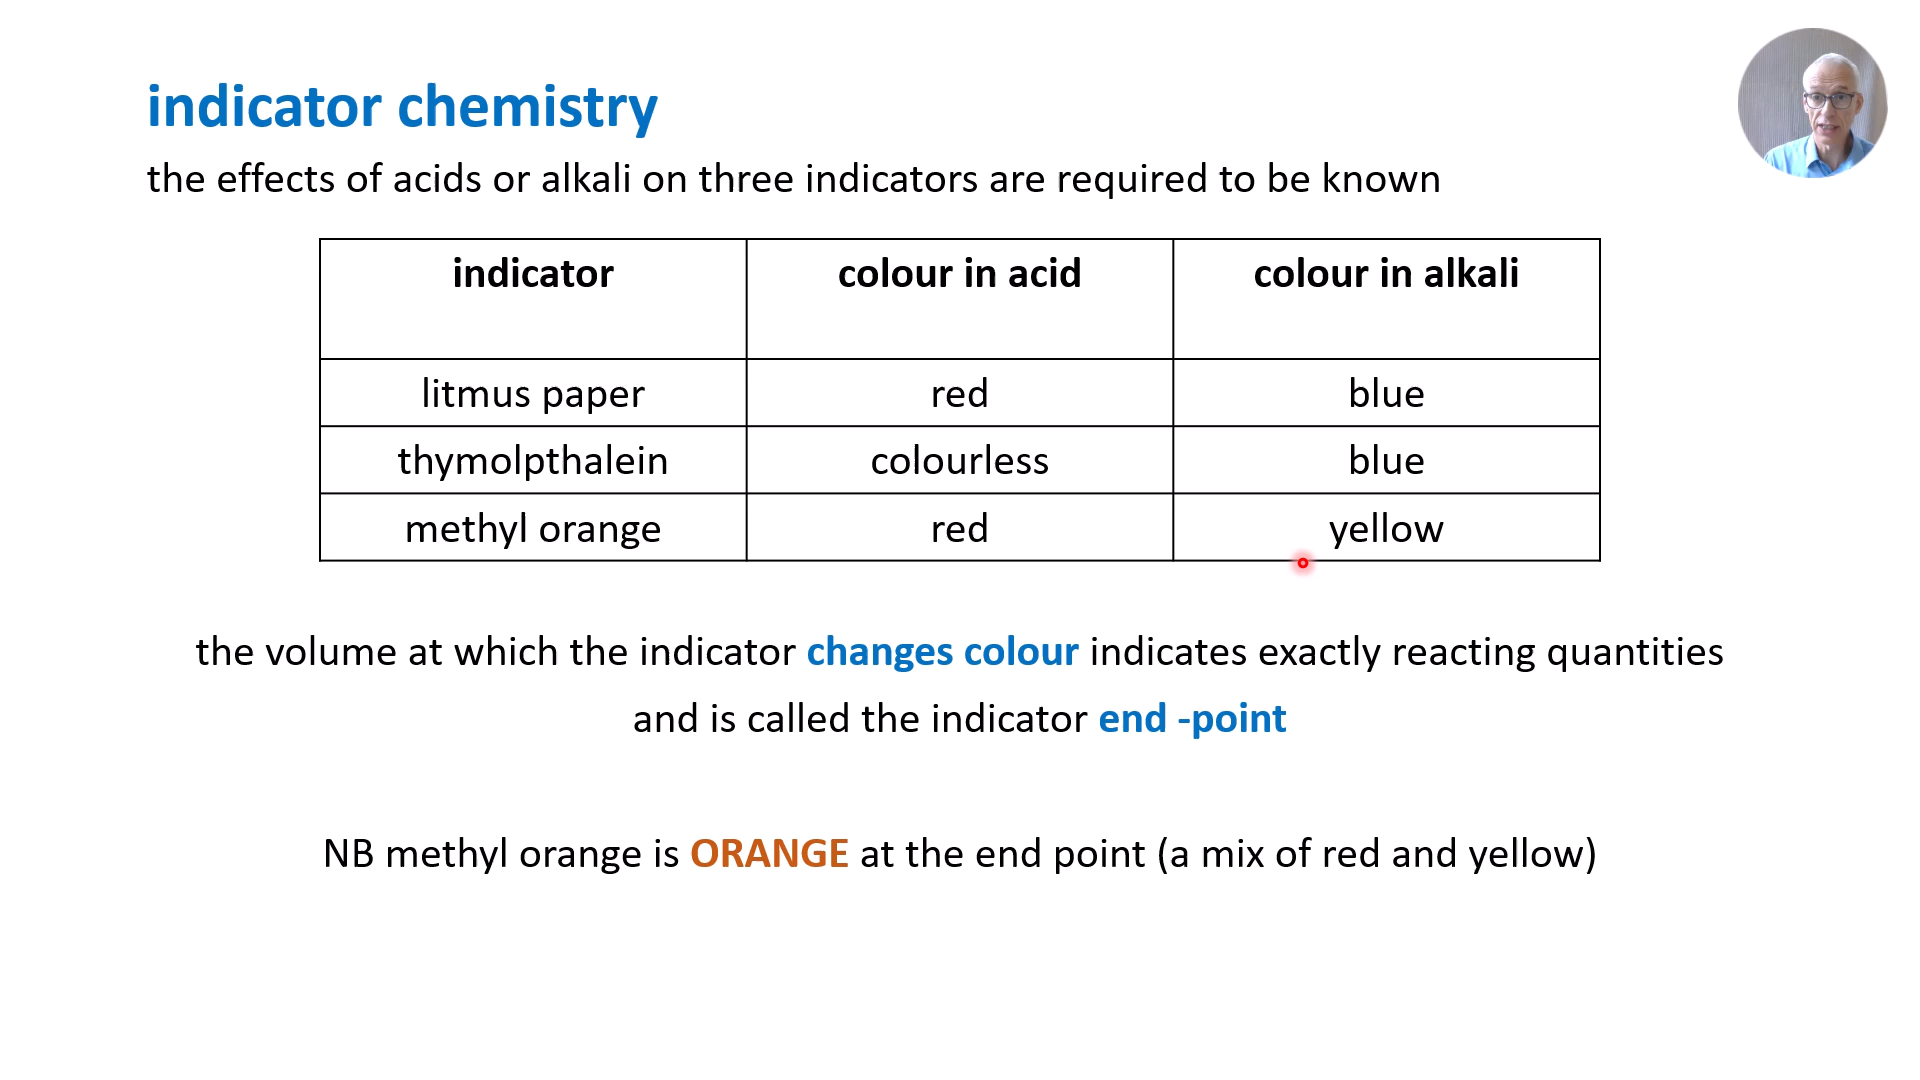 indicator chemistry
the effects of acids or alkali on three indicators are required to be known
indicator colour in acid colour in alkali
litmus paper red blue
thymolpthalein colourless blue
methyl orange red yellow
the volume at which the indicator changes colour indicates exactly reacting quantities
and is called the indicator end -point
NB methyl orange is ORANGE at the end point (a mix of red and yellow)